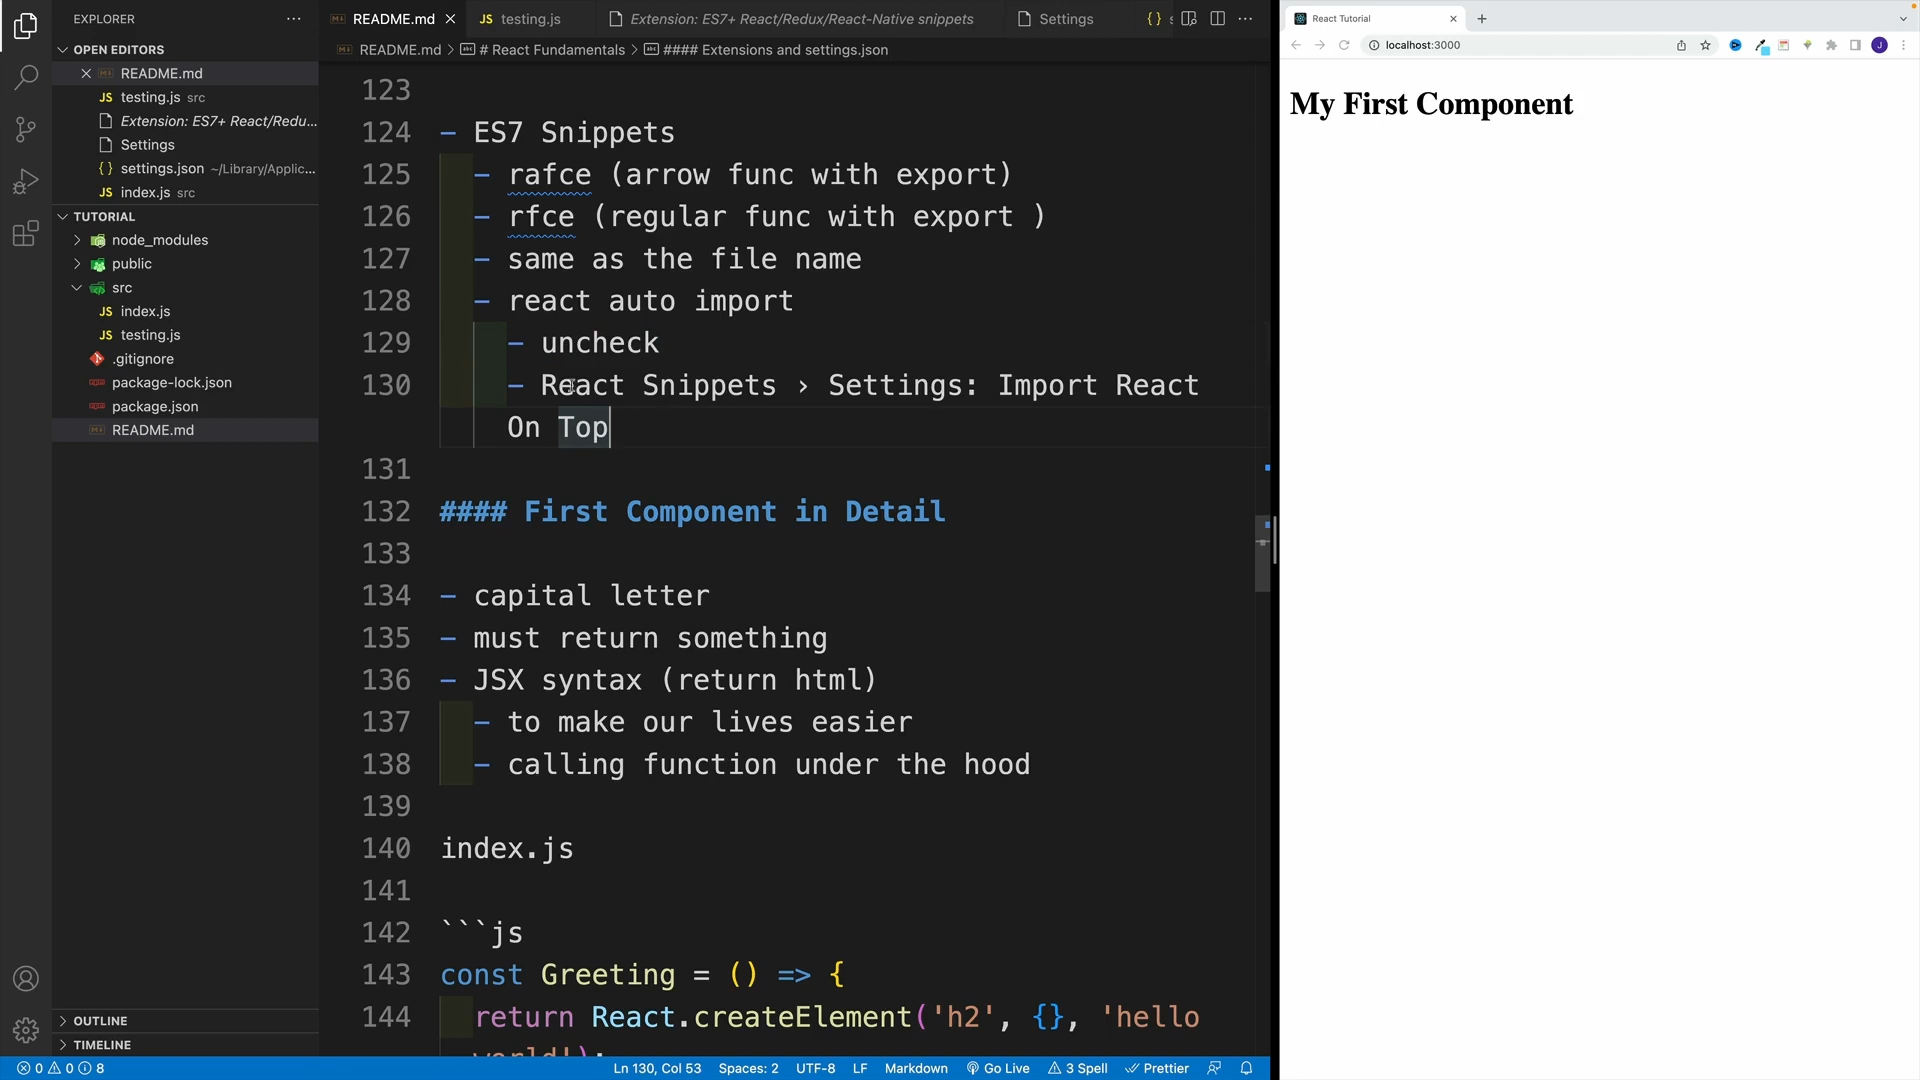 EXPLORER
OPEN EDITORS
README.md
JS testing.js src
Extension: ES7+ React/Redu...
Settings
{} settings.json ~/Library/Applic...
JS index.js src
TUTORIAL
node_modules
public
src
JS index.js
JS testing.js
.gitignore
package-lock.json
package.json
README.md
OUTLINE
TIMELINE
README.md
JS testing.js
Extension: ES7+ React/Redux/React-Native snippets
Settings
{} s
README.md > # React Fundamentals > #### Extensions and settings.json
123
124 - ES7 Snippets
125 - rafce (arrow func with export)
126 - rfce (regular func with export )
127 - same as the file name
128 - react auto import
129 - uncheck
130 - React Snippets › Settings: Import React
On Top
131
132 #### First Component in Detail
133
134 - capital letter
135 - must return something
136 - JSX syntax (return html)
137 - to make our lives easier
138 - calling function under the hood
139
140 index.js
141
142 ```js
143 const Greeting = () => {
144 return React.createElement('h2', {}, 'hello
world');
0 0 8
Ln 130, Col 53
Spaces: 2
UTF-8
LF
Markdown
Go Live
3 Spell
Prettier
React Tutorial
localhost:3000
J
My First Component